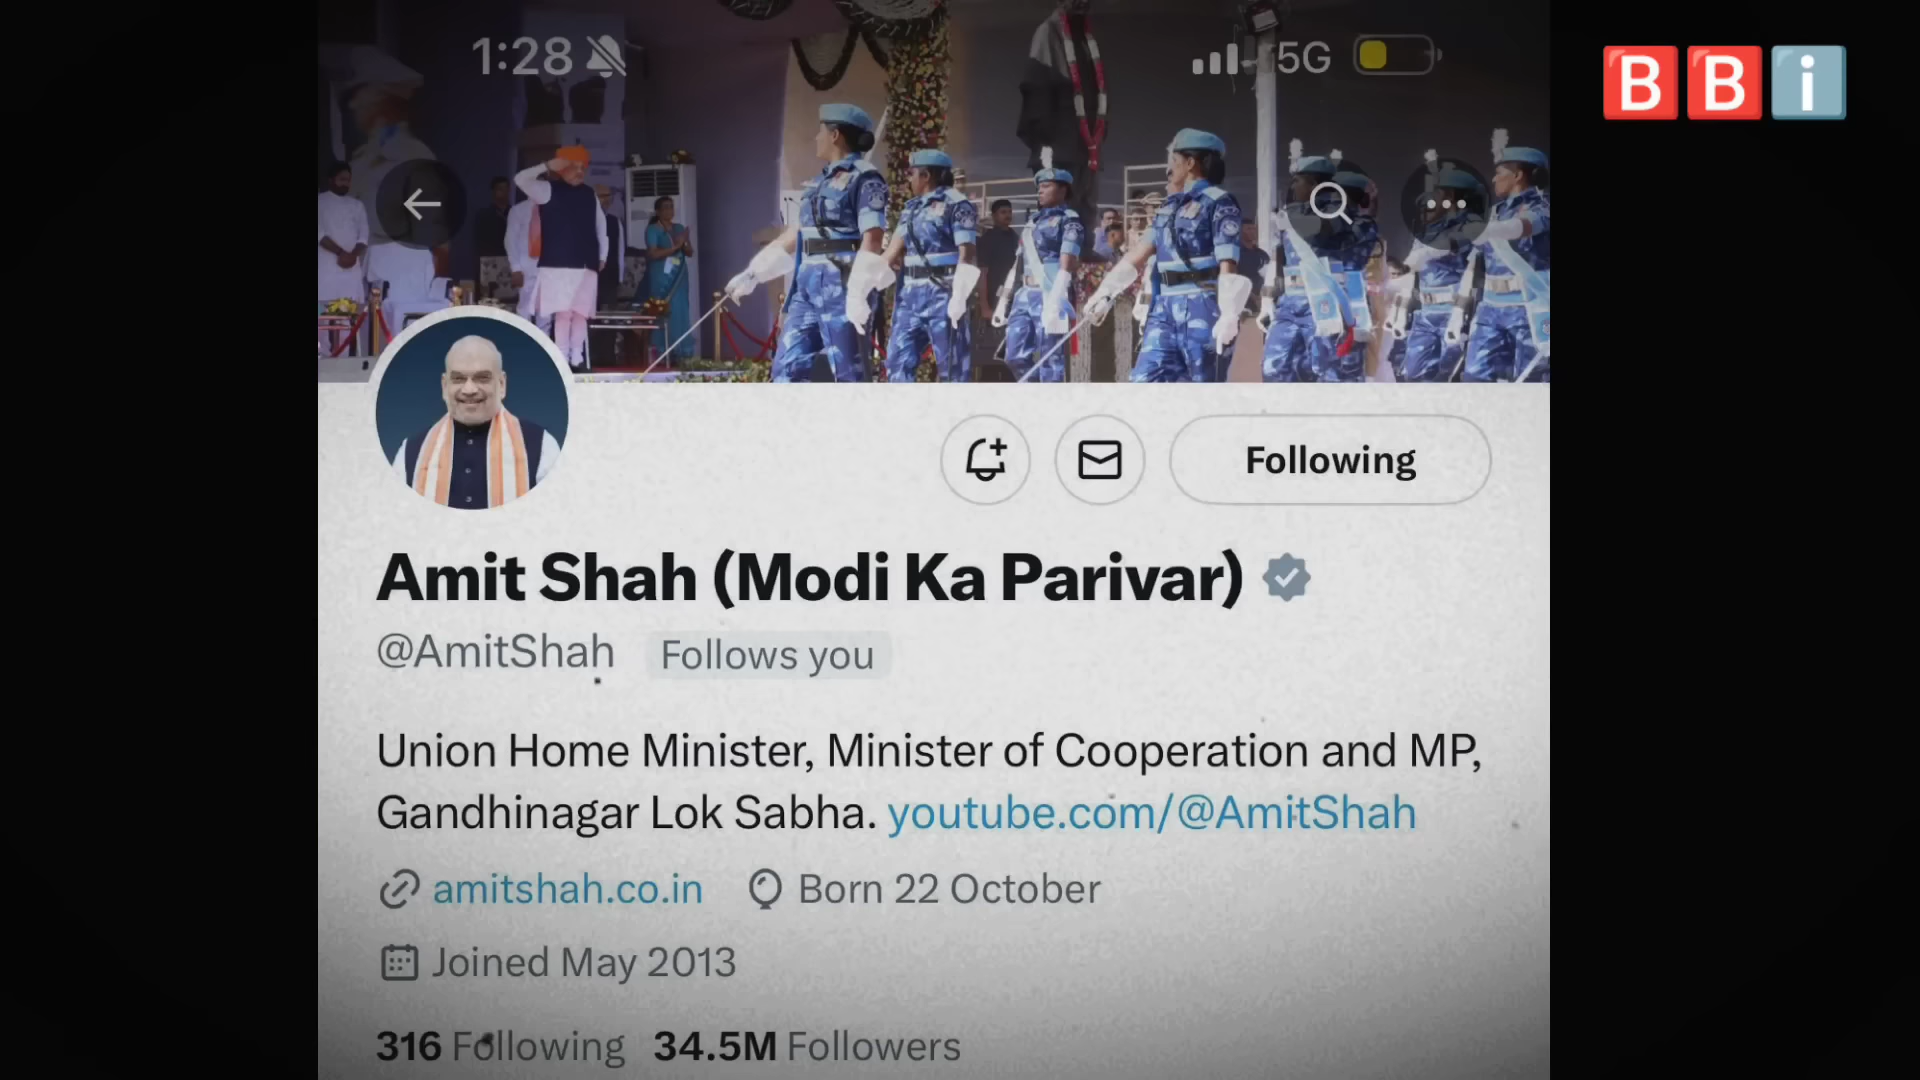 1:28 5G
BBi
Following
Amit Shah (Modi Ka Parivar)
@AmitShah Follows you
Union Home Minister, Minister of Cooperation and MP,
Gandhinagar Lok Sabha. youtube.com/@AmitShah
amitshah.co.in Born 22 October
Joined May 2013
316 Following 34.5M Followers